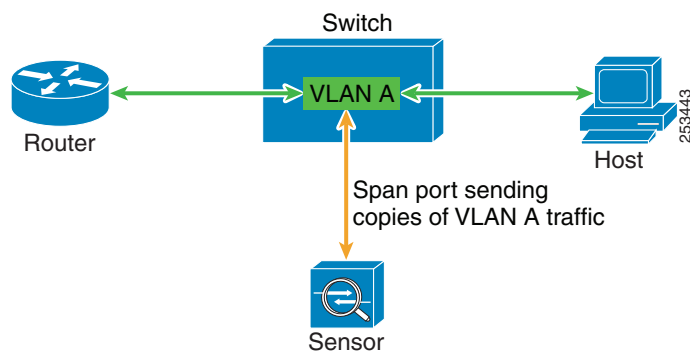 Switch
VLAN A
Router
Host
253443
Span port sending
copies of VLAN A traffic
Sensor